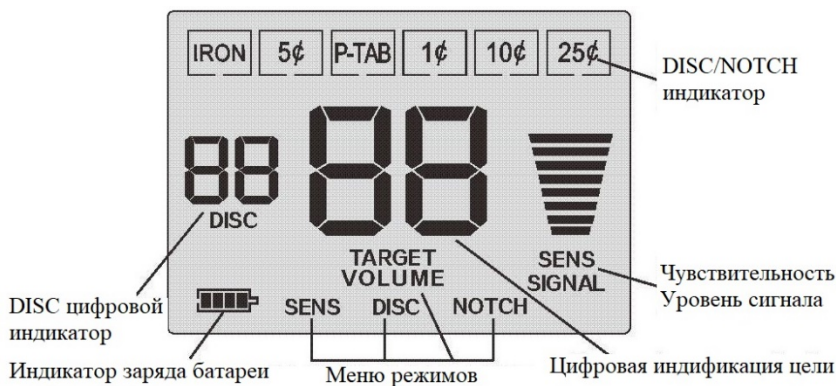 IRON 5¢ P-TAB 1¢ 10¢ 25¢
DISC/NOTCH
индикатор
88
DISC
88
TARGET
VOLUME
SENS
SIGNAL
Чувствительность
Уровень сигнала
SENS DISC NOTCH
DISC цифровой
индикатор
Индикатор заряда батареи
Меню режимов
Цифровая индификация цели